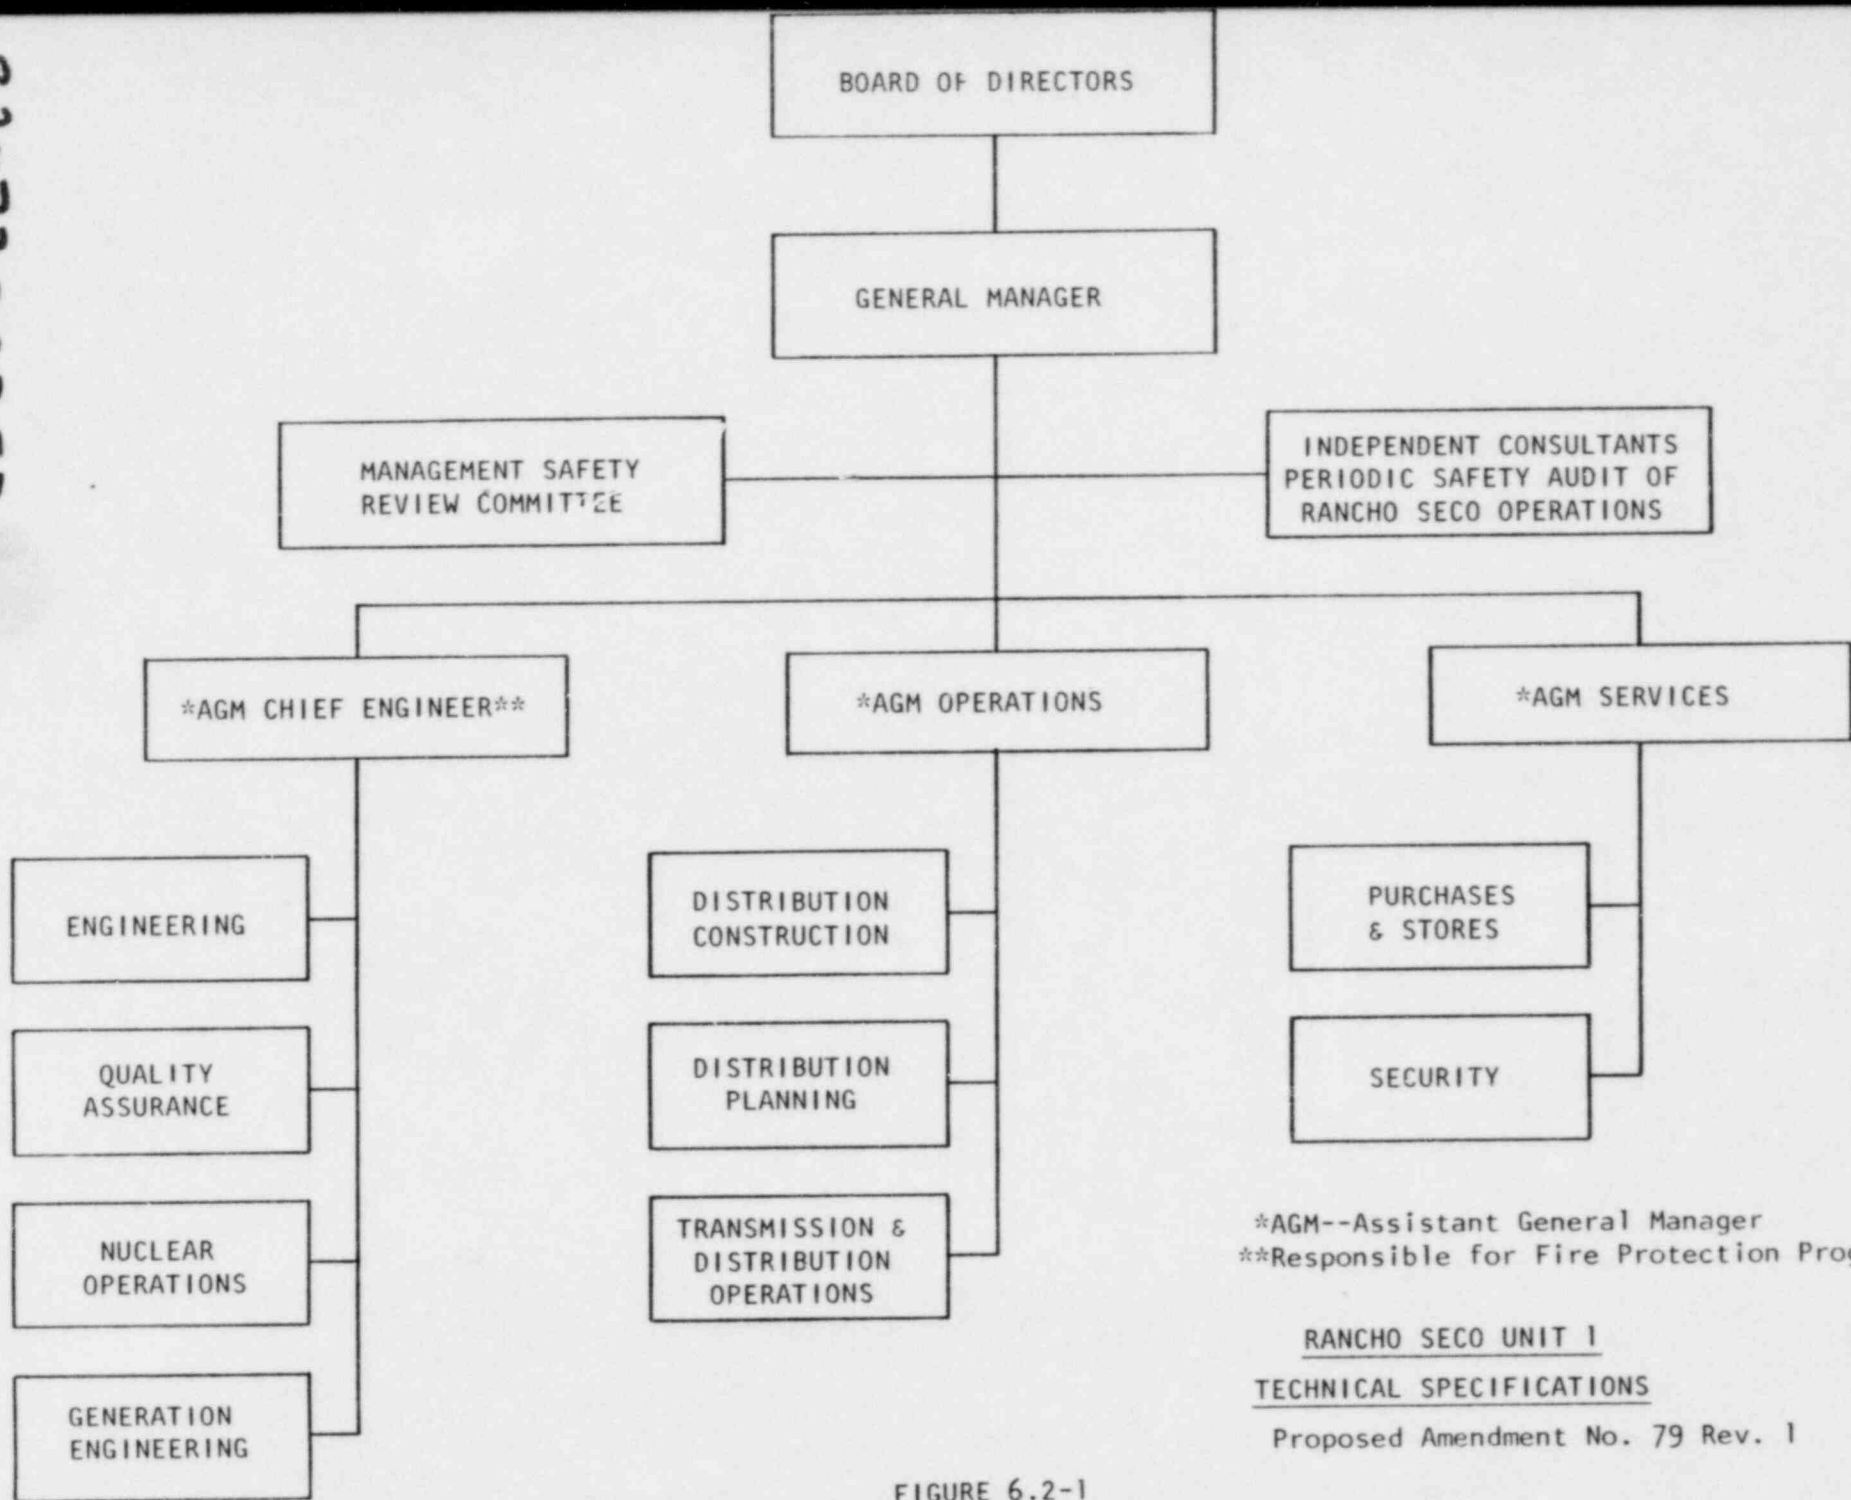 BOARD OF DIRECTORS
GENERAL MANAGER
MANAGEMENT SAFETY
REVIEW COMMITTEE
INDEPENDENT CONSULTANTS
PERIODIC SAFETY AUDIT OF
RANCHO SECO OPERATIONS
*AGM CHIEF ENGINEER**
*AGM OPERATIONS
*AGM SERVICES
ENGINEERING
QUALITY
ASSURANCE
NUCLEAR
OPERATIONS
GENERATION
ENGINEERING
DISTRIBUTION
CONSTRUCTION
DISTRIBUTION
PLANNING
TRANSMISSION &
DISTRIBUTION
OPERATIONS
PURCHASES
& STORES
SECURITY
*AGM--Assistant General Manager
**Responsible for Fire Protection
RANCHO SECO UNIT 1
TECHNICAL SPECIFICATIONS
Proposed Amendment No. 79 Rev. 1
FIGURE 6.2-1